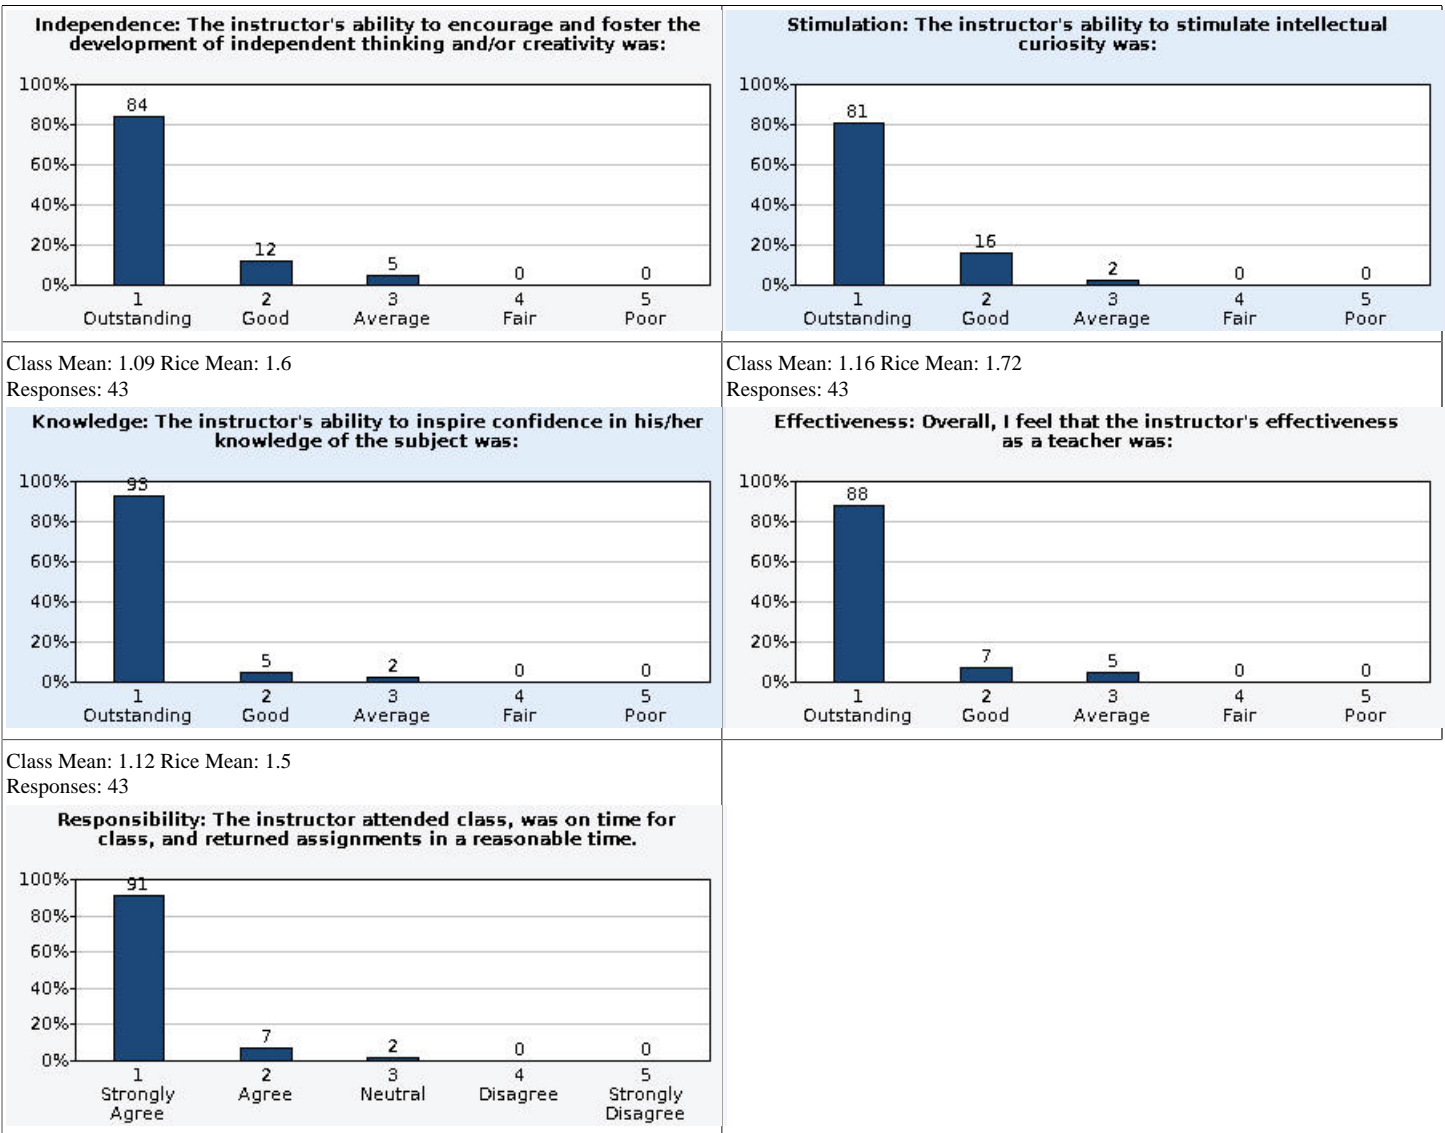 Independence: The instructor's ability to encourage and foster the
development of independent thinking and/or creativity was:
100%
80%
60%
40%
20%
0%
84
12
5
0
0
1
2
3
4
5
Outstanding
Good
Average
Fair
Poor
Stimulation: The instructor's ability to stimulate intellectual
curiosity was:
100%
80%
60%
40%
20%
0%
81
16
2
0
0
1
2
3
4
5
Outstanding
Good
Average
Fair
Poor
Class Mean: 1.09 Rice Mean: 1.6
Responses: 43
Class Mean: 1.16 Rice Mean: 1.72
Responses: 43
Knowledge: The instructor's ability to inspire confidence in his/her
knowledge of the subject was:
100%
80%
60%
40%
20%
0%
93
5
2
0
0
1
2
3
4
5
Outstanding
Good
Average
Fair
Poor
Effectiveness: Overall, I feel that the instructor's effectiveness
as a teacher was:
100%
80%
60%
40%
20%
0%
88
7
5
0
0
1
2
3
4
5
Outstanding
Good
Average
Fair
Poor
Class Mean: 1.12 Rice Mean: 1.5
Responses: 43
Responsibility: The instructor attended class, was on time for
class, and returned assignments in a reasonable time.
100%
80%
60%
40%
20%
0%
91
7
2
0
0
1
2
3
4
5
Strongly
Agree
Agree
Neutral
Disagree
Strongly
Disagree